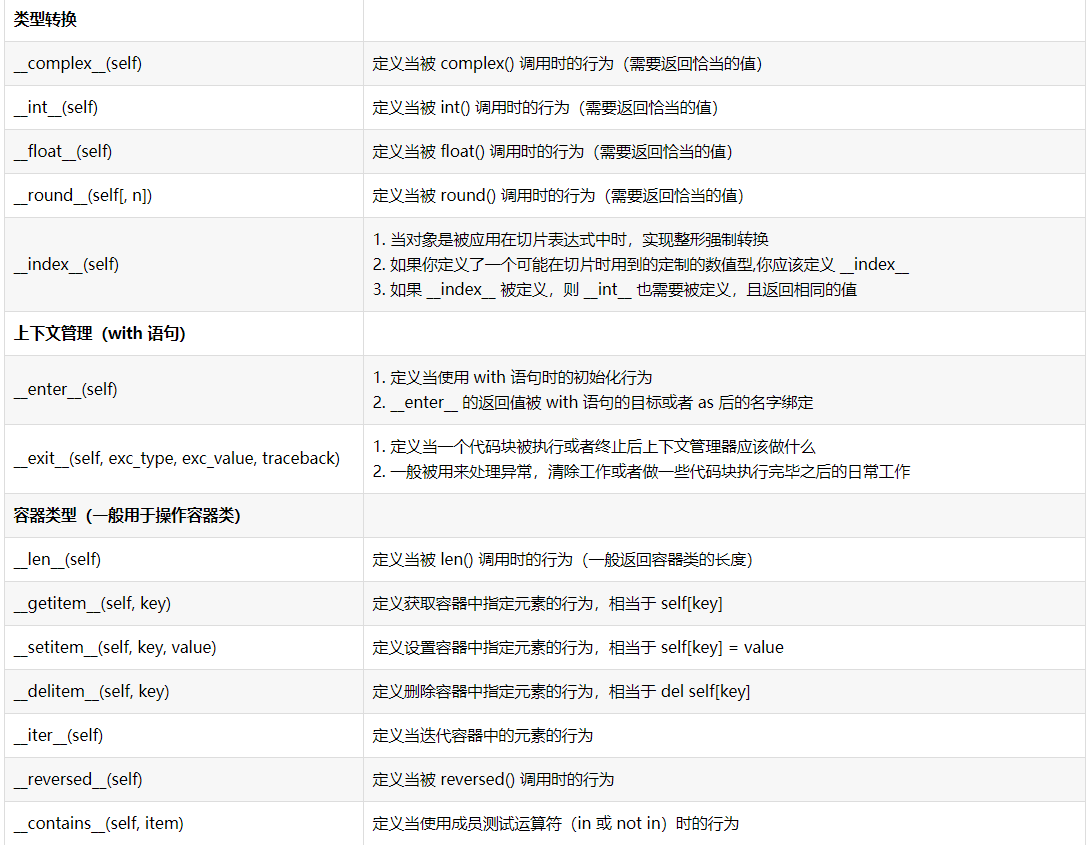 类型转换
__complex__(self) 定义当被 complex() 调用时的行为（需要返回恰当的值）
__int__(self) 定义当被 int() 调用时的行为（需要返回恰当的值）
__float__(self) 定义当被 float() 调用时的行为（需要返回恰当的值）
__round__(self[, n]) 定义当被 round() 调用时的行为（需要返回恰当的值）
__index__(self)
1. 当对象是被应用在切片表达式中时，实现整形强制转换
2. 如果你定义了一个可能在切片时用到的定制的数值型,你应该定义 __index__
3. 如果 __index__ 被定义，则 __int__ 也需要被定义，且返回相同的值
上下文管理（with 语句）
__enter__(self)
1. 定义当使用 with 语句时的初始化行为
2. __enter__ 的返回值被 with 语句的目标或者 as 后的名字绑定
__exit__(self, exc_type, exc_value, traceback)
1. 定义当一个代码块被执行或者终止后上下文管理器应该做什么
2. 一般被用来处理异常，清除工作或者做一些代码块执行完毕之后的日常工作
容器类型（一般用于操作容器类）
__len__(self) 定义当被 len() 调用时的行为（一般返回容器类的长度）
__getitem__(self, key) 定义获取容器中指定元素的行为，相当于 self[key]
__setitem__(self, key, value) 定义设置容器中指定元素的行为，相当于 self[key] = value
__delitem__(self, key) 定义删除容器中指定元素的行为，相当于 del self[key]
__iter__(self) 定义当迭代容器中的元素的行为
__reversed__(self) 定义当被 reversed() 调用时的行为
__contains__(self, item) 定义当使用成员测试运算符（in 或 not in）时的行为